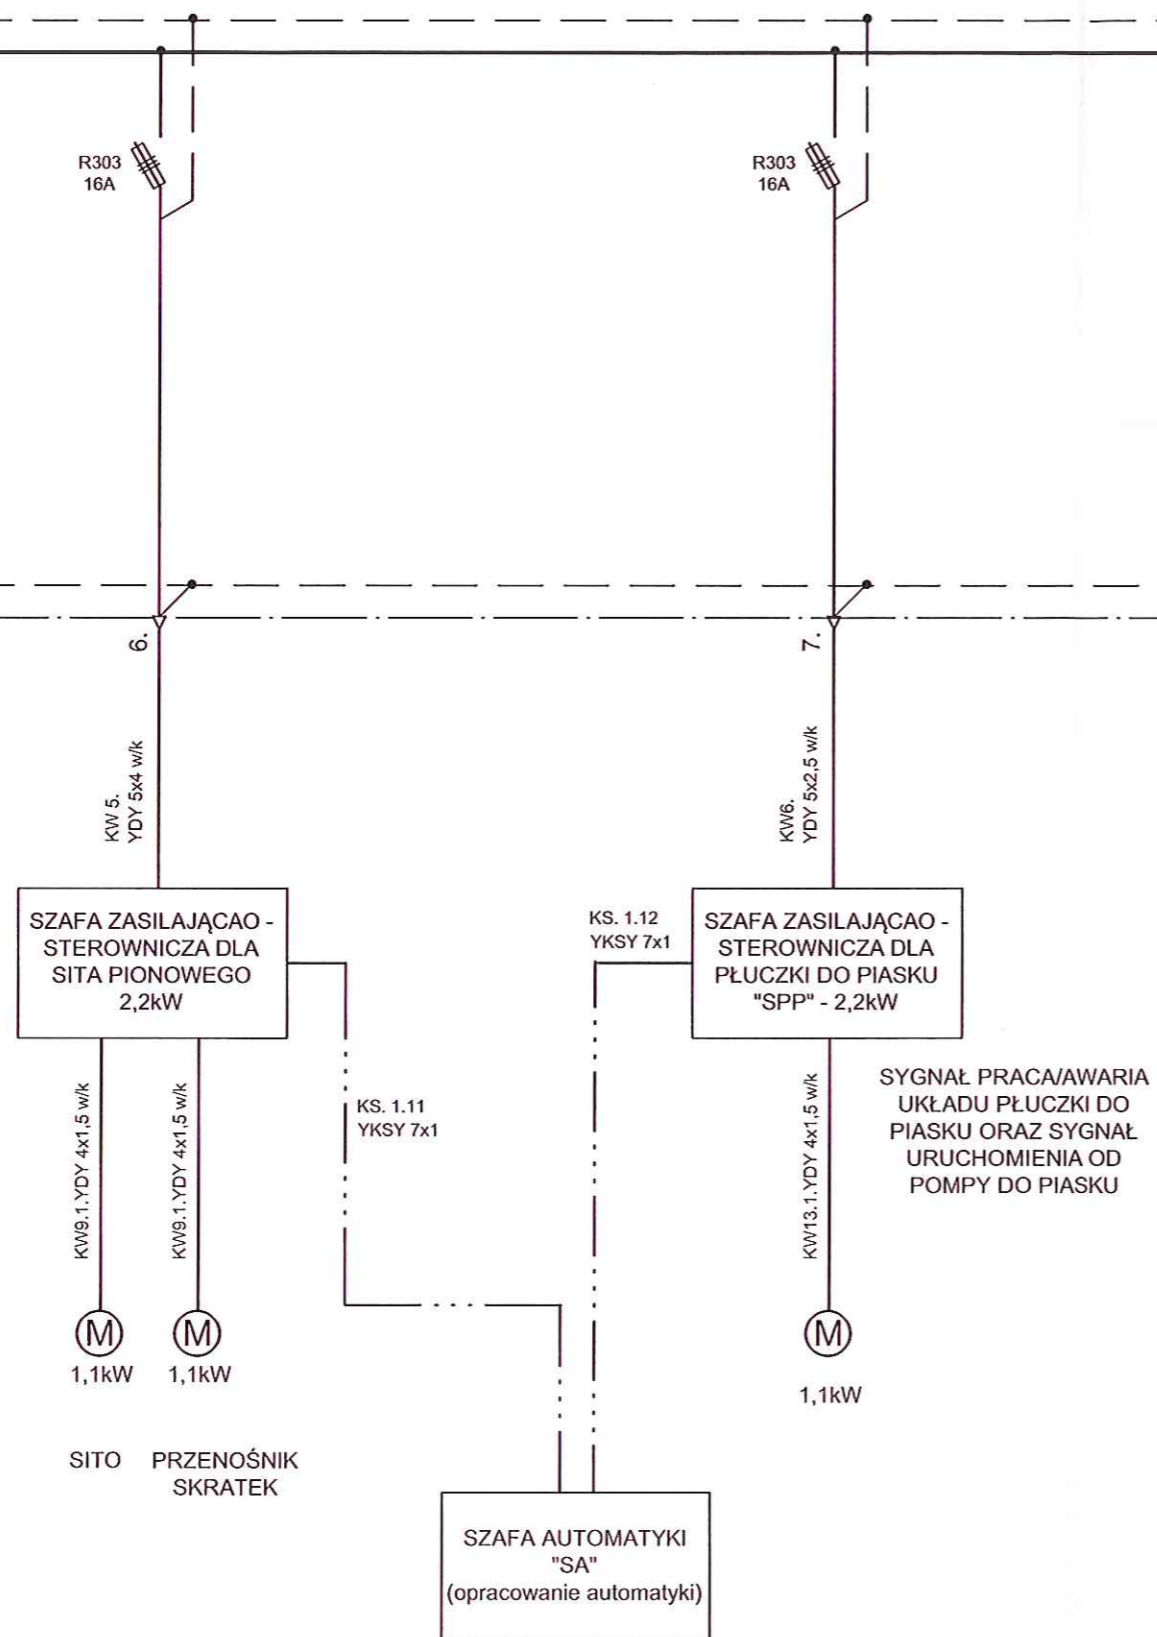 R303
16A
R303
16A
6.
7.
KW 5.
YDY 5x4 w/k
KW6.
YDY 5x2,5 w/k
SZAFA ZASILAJĄCAO -
STEROWNICZA DLA
SITA PIONOWEGO
2,2kW
KS. 1.12
YKSY 7x1
SZAFA ZASILAJĄCAO -
STEROWNICZA DLA
PŁUCZKI DO PIASKU
"SPP" - 2,2kW
KW9.1.YDY 4x1,5 w/k
KW9.1.YDY 4x1,5 w/k
KS. 1.11
YKSY 7x1
KW13.1.YDY 4x1,5 w/k
SYGNAŁ PRACA/AWARIA
UKŁADU PŁUCZKI DO
PIASKU ORAZ SYGNAŁ
URUCHOMIENIA OD
POMPY DO PIASKU
M
1,1kW
M
1,1kW
M
1,1kW
SITO
PRZENOŚNIK
SKRATEK
SZAFA AUTOMATYKI
"SA"
(opracowanie automatyki)